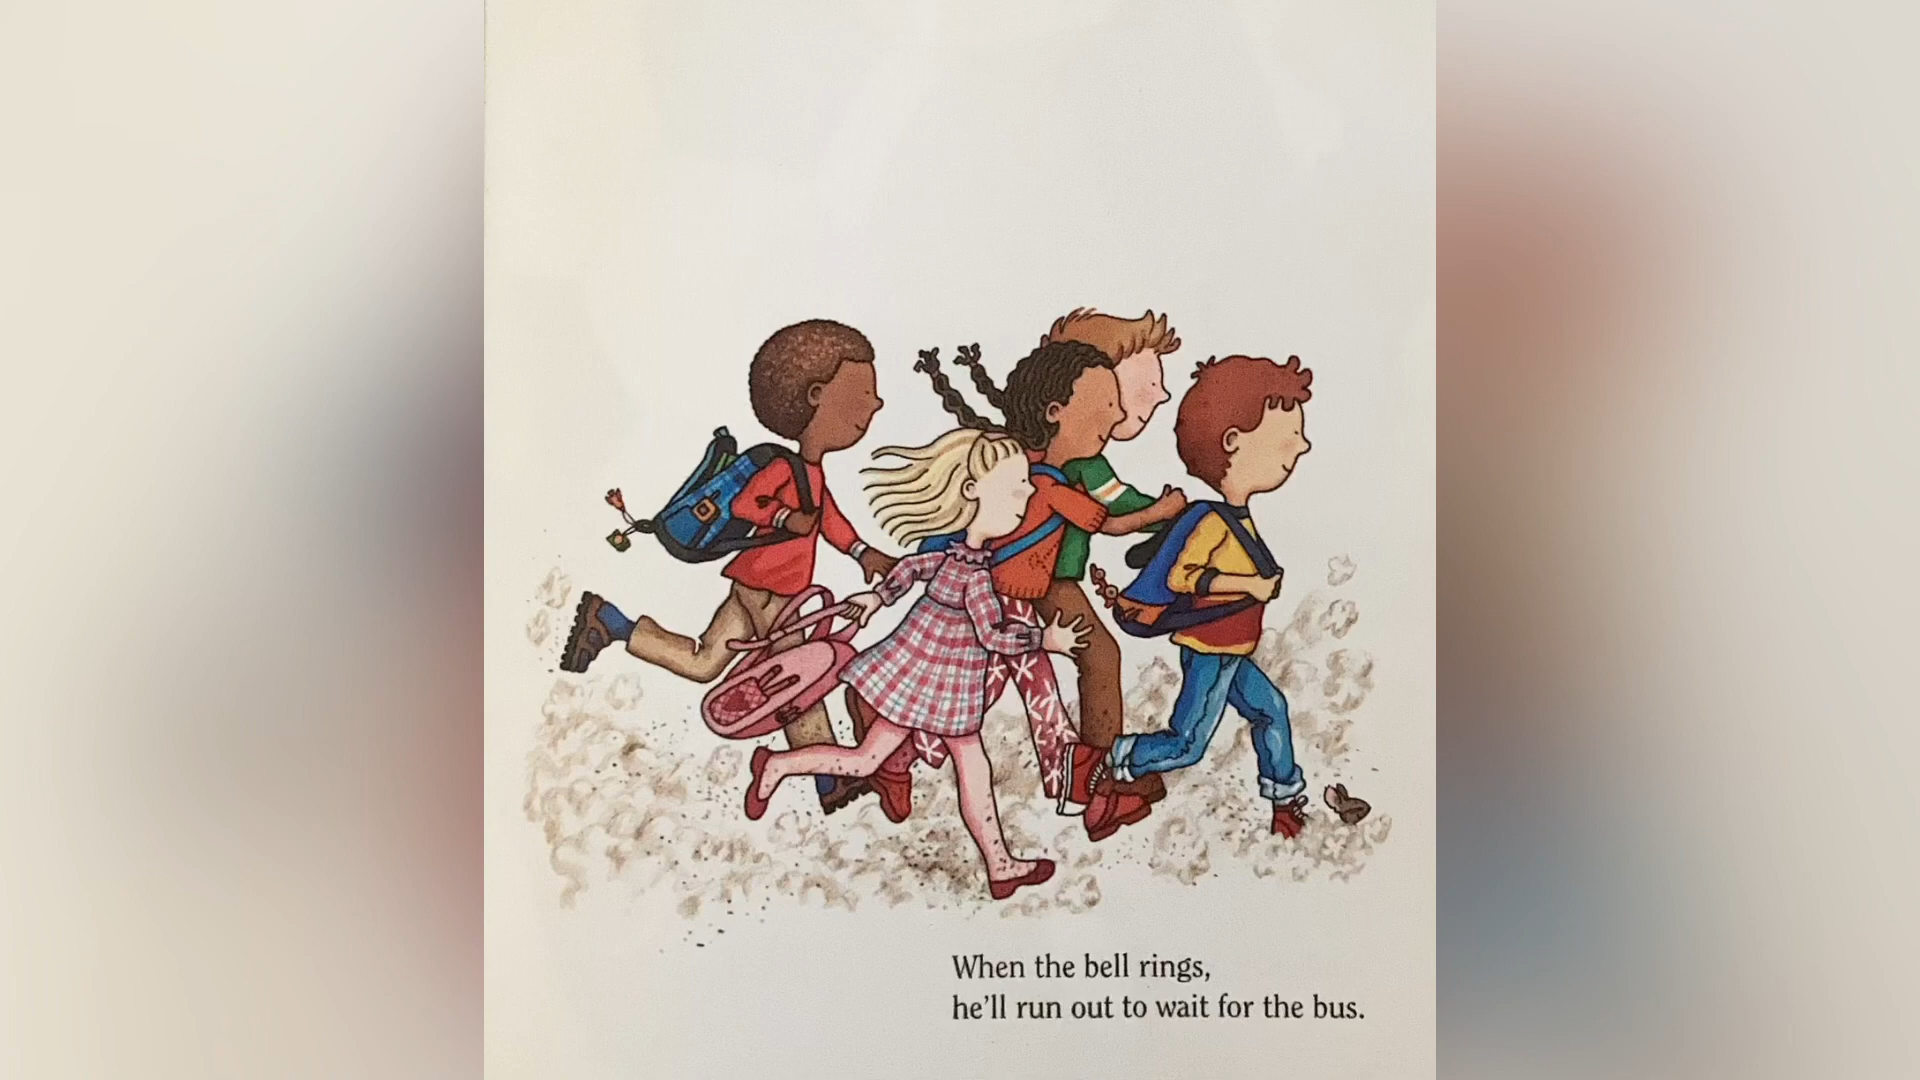 When the bell rings,
he'll run out to wait for the bus.